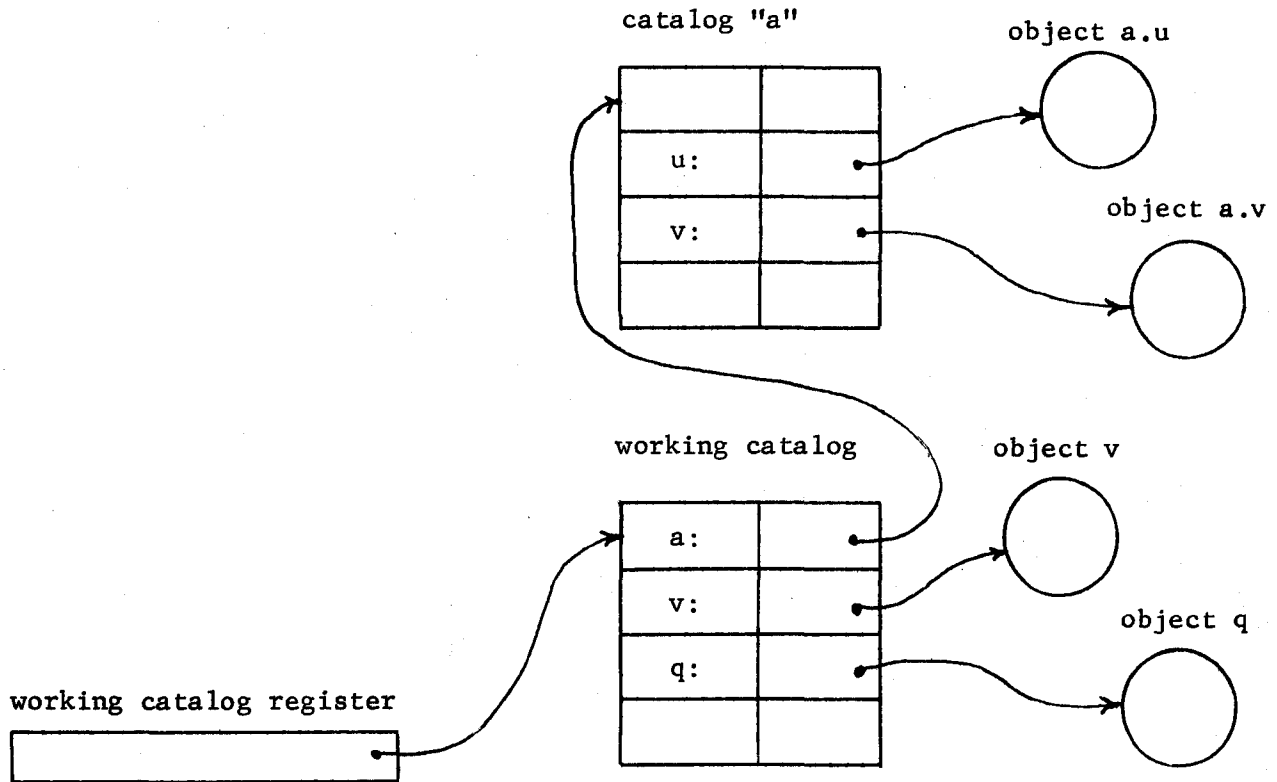 catalog "a"
object a.u
u:
object a.v
v:
working catalog
object v
a:
v:
object q
q:
working catalog register